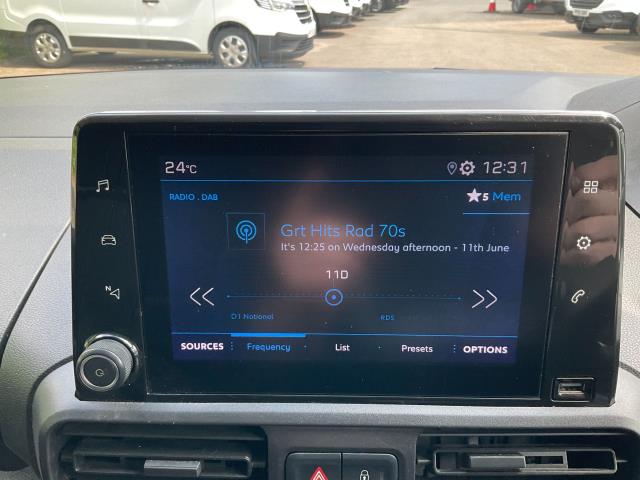 24°C 12:31
RADIO . DAB 5 Mem
Grt Hits Rad 70s
It's 12:25 on Wednesday afternoon - 11th June
11D
D1 National RDS
SOURCES Frequency List Presets OPTIONS
N